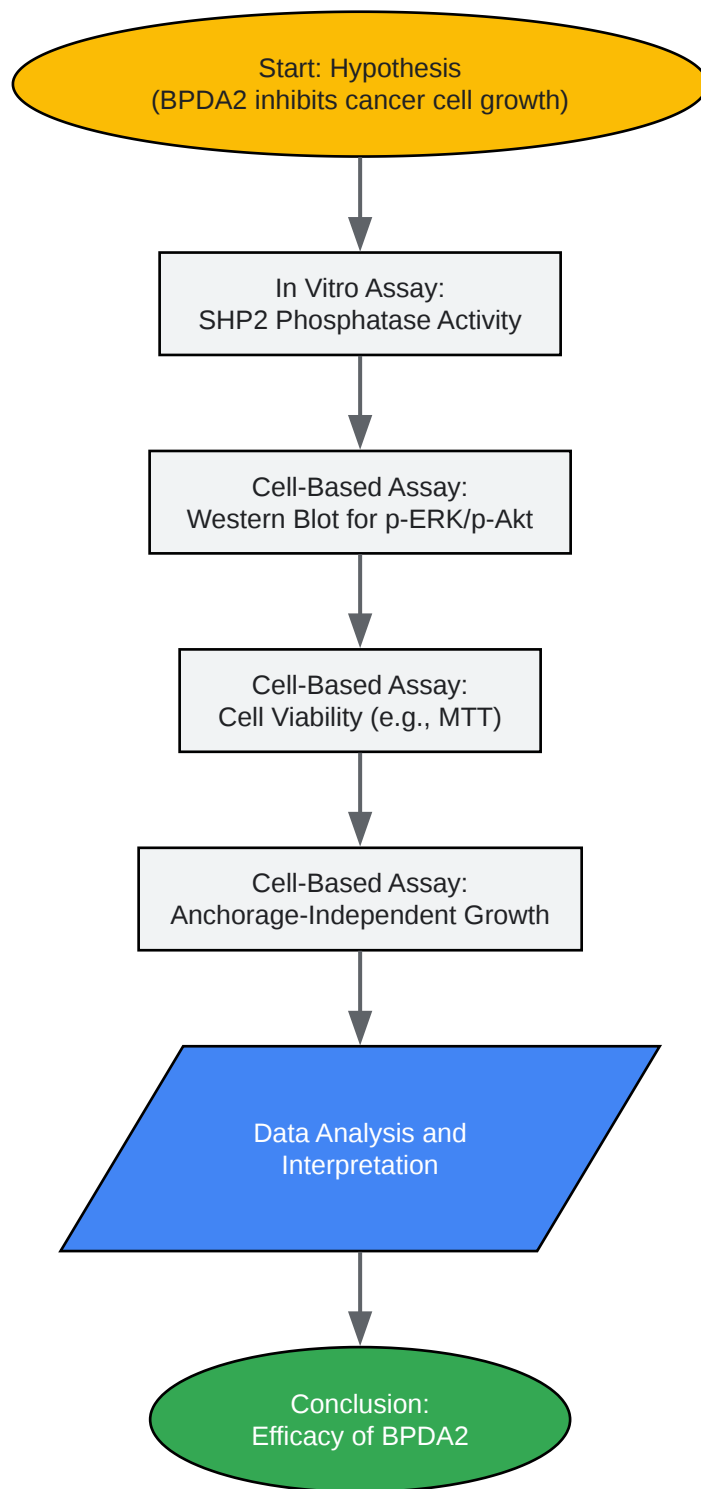 Start: Hypothesis
(BPDA2 inhibits cancer cell growth)
In Vitro Assay:
SHP2 Phosphatase Activity
Cell-Based Assay:
Western Blot for p-ERK/p-Akt
Cell-Based Assay:
Cell Viability (e.g., MTT)
Cell-Based Assay:
Anchorage-Independent Growth
Data Analysis and
Interpretation
Conclusion:
Efficacy of BPDA2